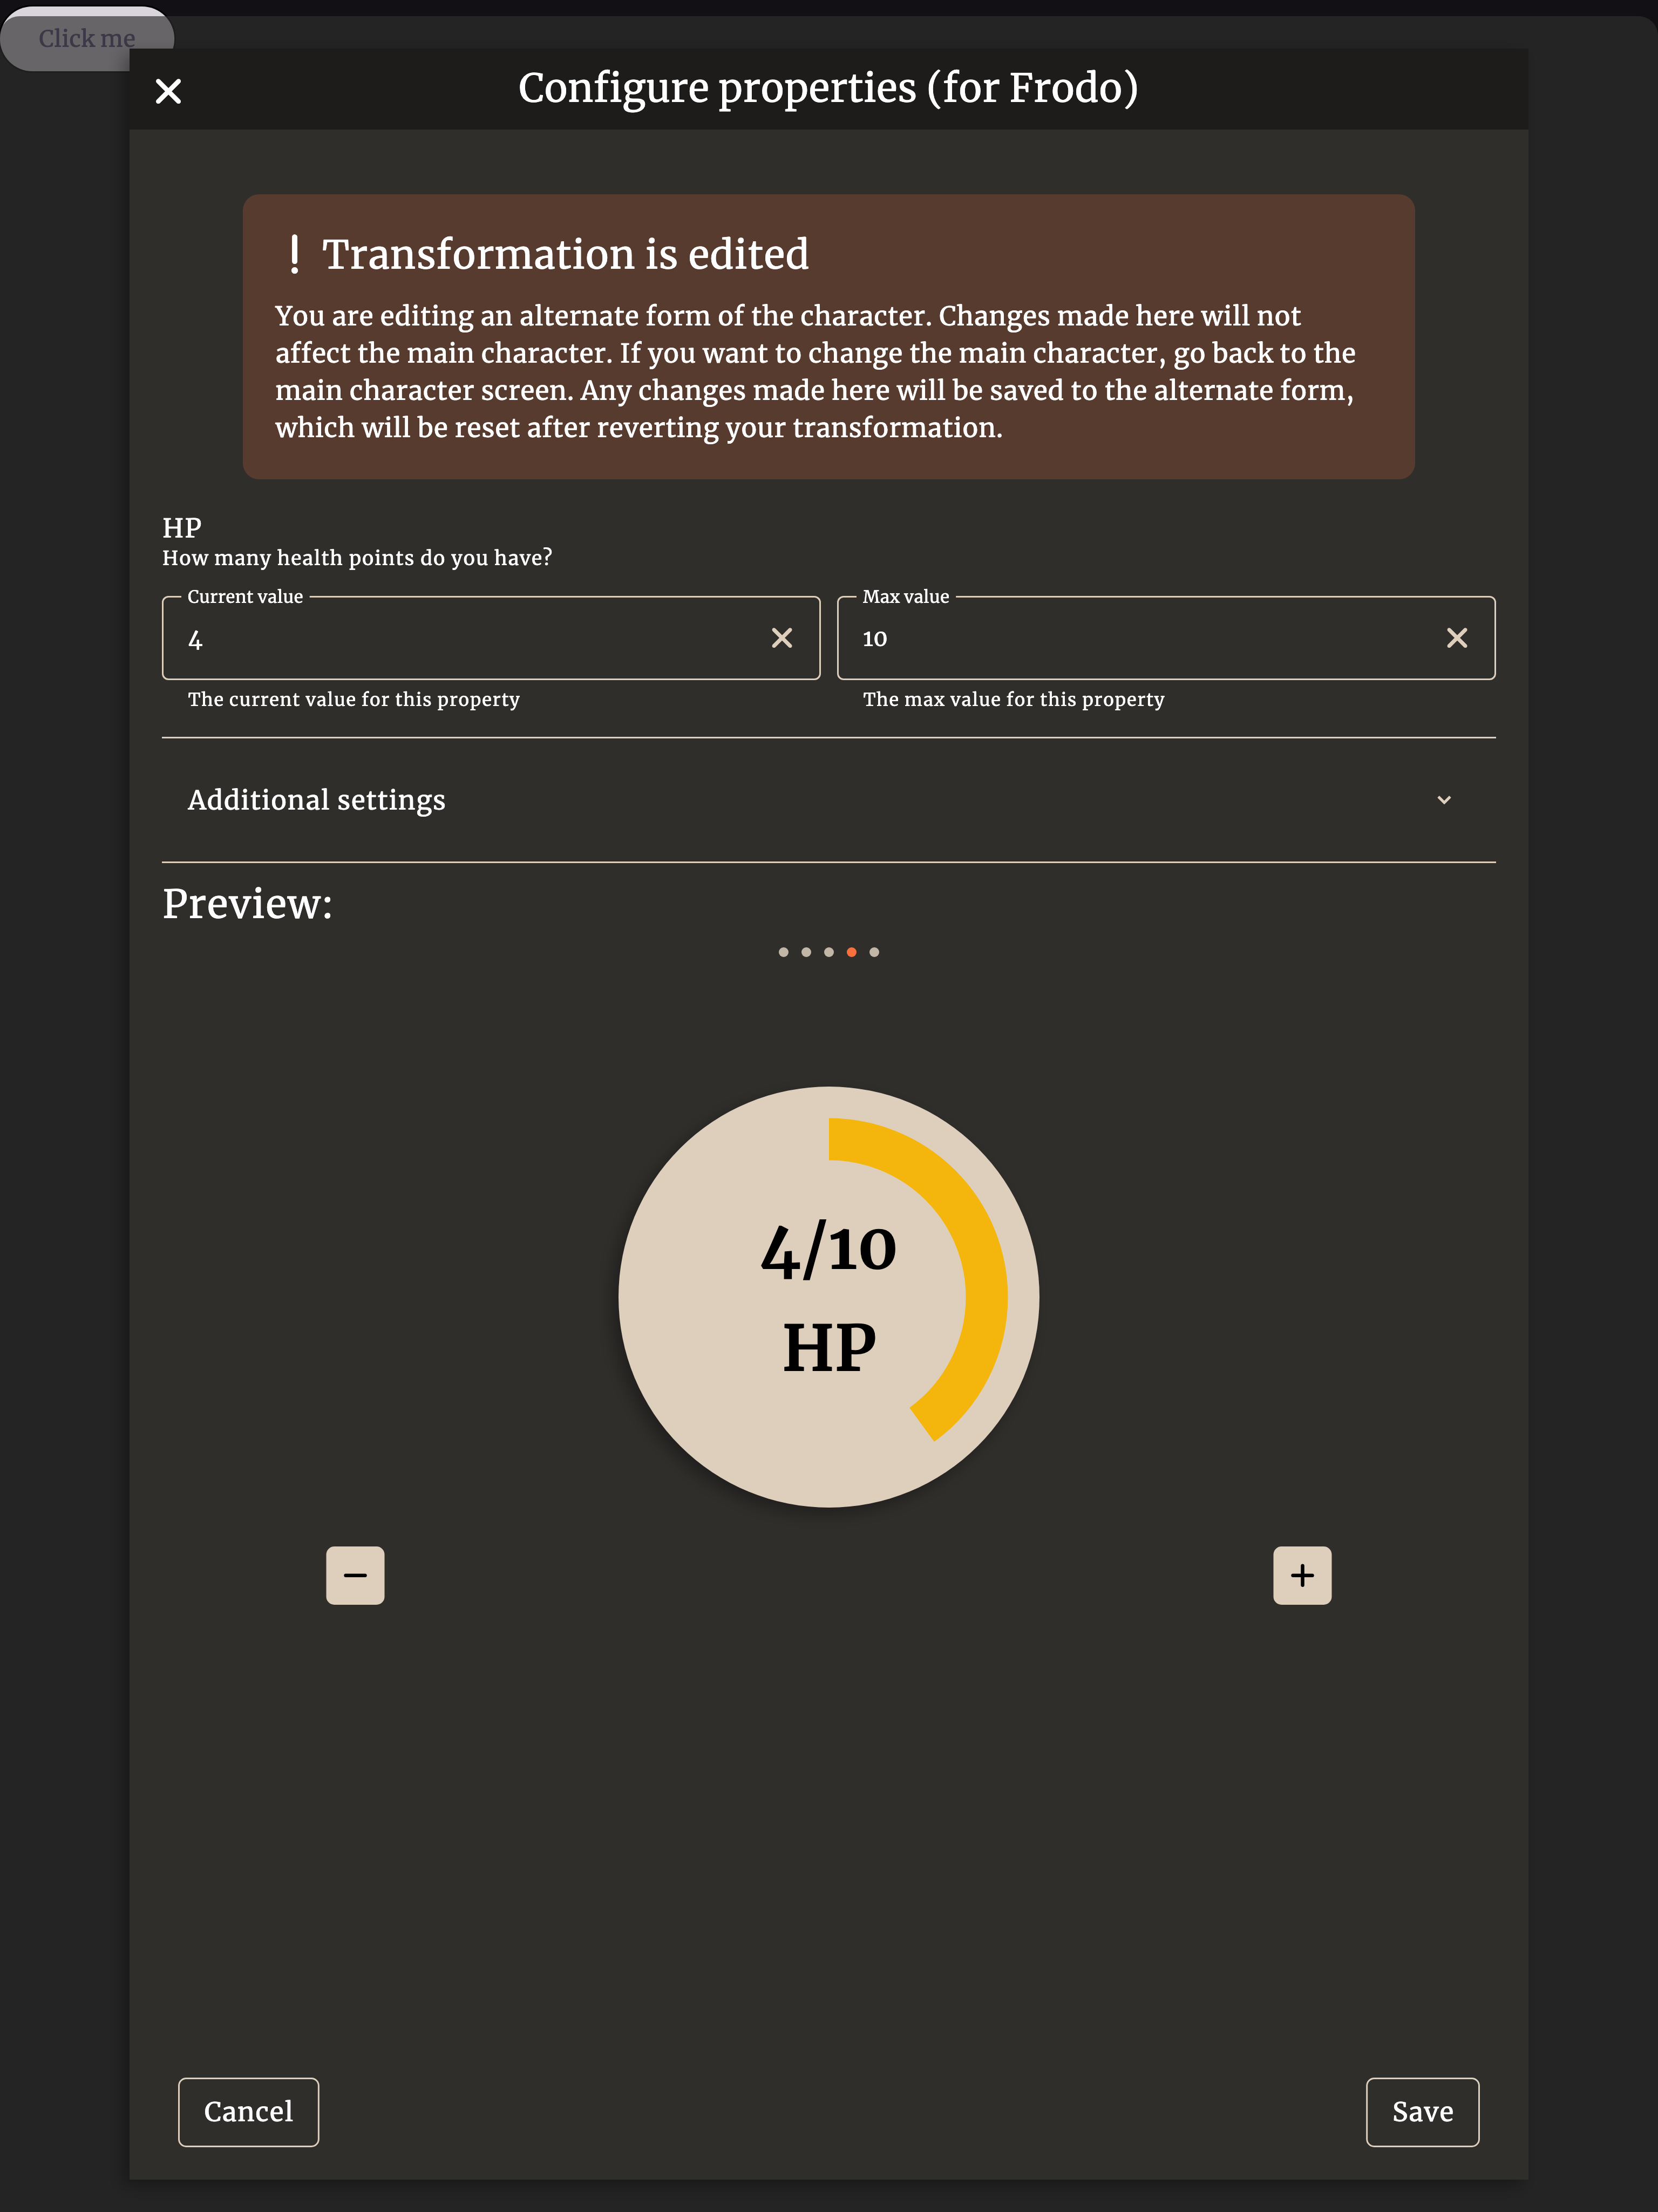 Click me
Configure properties (for Frodo)
! Transformation is edited
You are editing an alternate form of the character. Changes made here will not
affect the main character. If you want to change the main character, go back to the
main character screen. Any changes made here will be saved to the alternate form,
which will be reset after reverting your transformation.
HP
How many health points do you have?
Current value
4
The current value for this property
Max value
10
The max value for this property
Additional settings
Preview:
4/10
HP
Cancel
Save